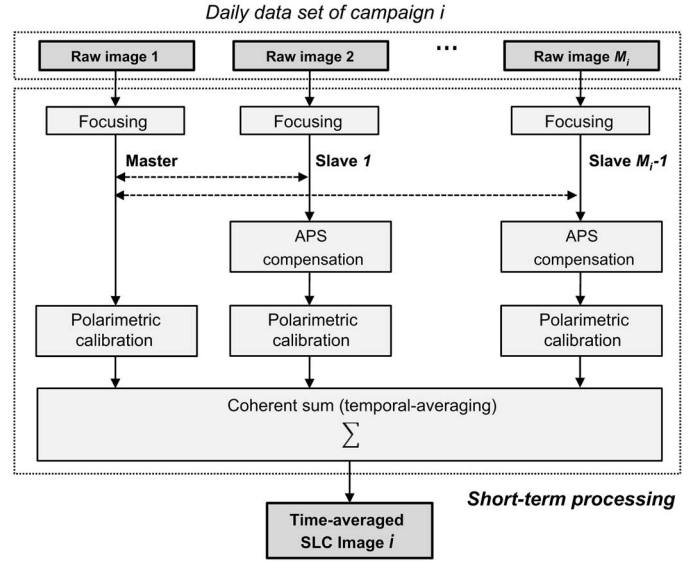 Daily data set of campaign i
Raw image 1
Raw image 2
...
Raw image Mi
Focusing
Focusing
Focusing
Master
Slave 1
Slave Mi-1
APS
compensation
APS
compensation
Polarimetric
calibration
Polarimetric
calibration
Polarimetric
calibration
Coherent sum (temporal-averaging)
∑
Short-term processing
Time-averaged
SLC Image i